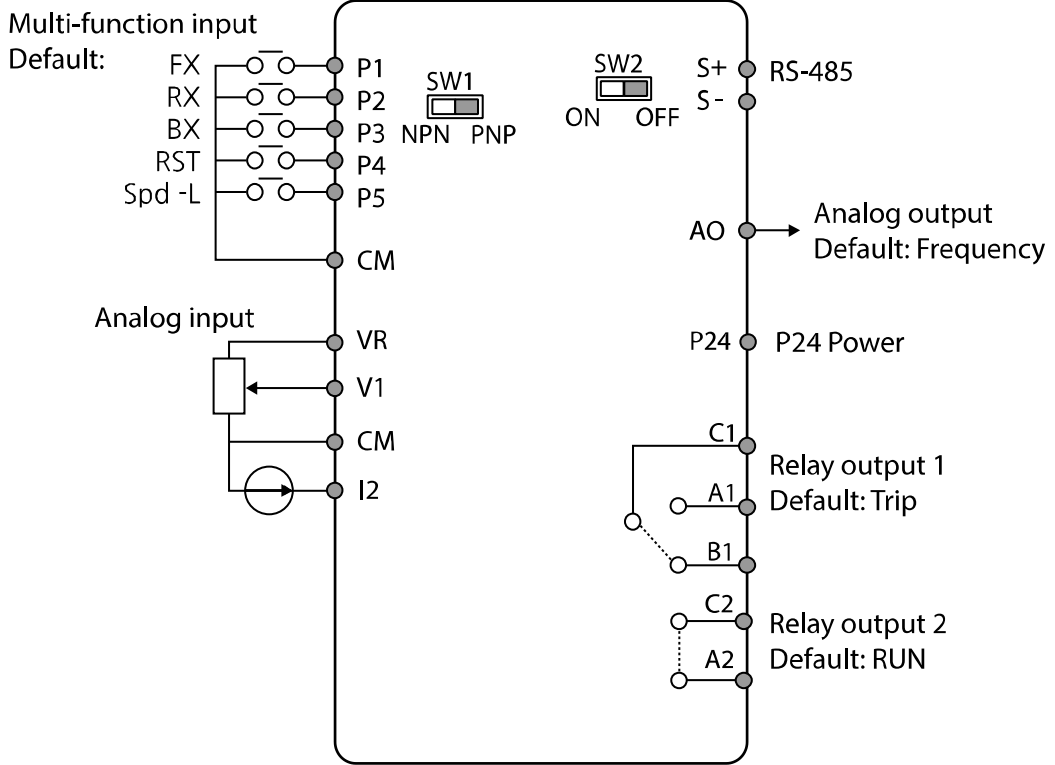 Multi-function input
Default:
FX
RX
BX
RST
Spd -L
P1
P2
P3
P4
P5
CM
SW1
NPN PNP
SW2
ON OFF
S+
S-
RS-485
AO
Analog output
Default: Frequency
Analog input
VR
V1
CM
I2
P24
P24 Power
C1
A1
B1
Relay output 1
Default: Trip
C2
A2
Relay output 2
Default: RUN